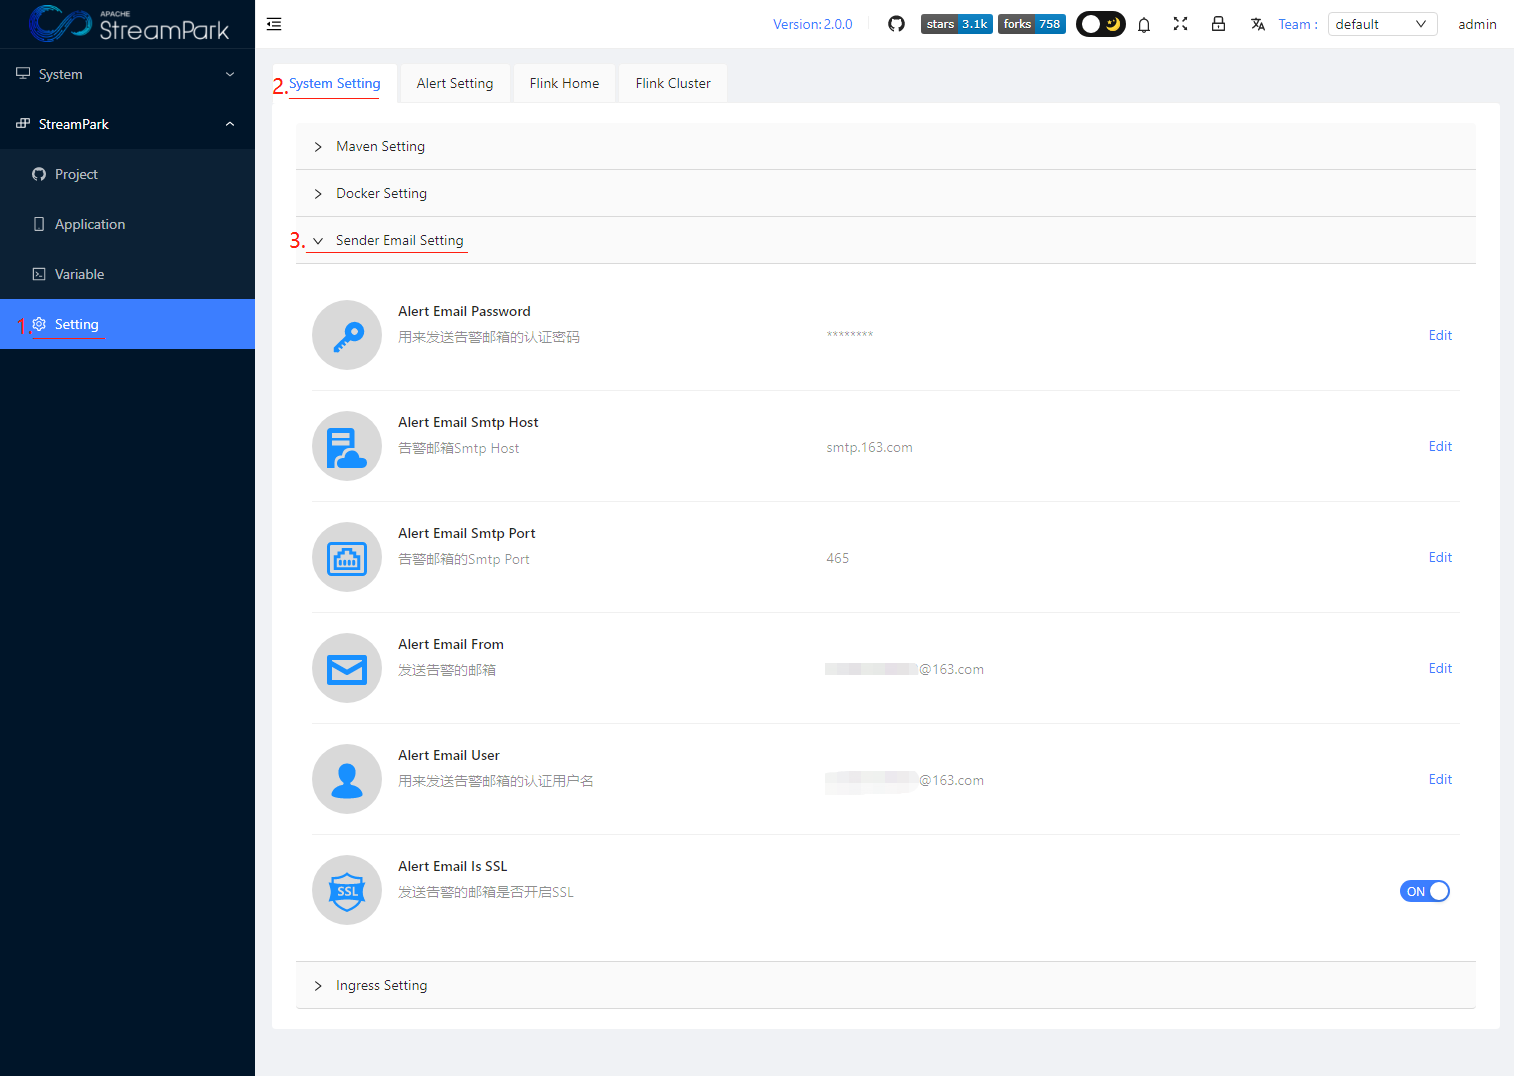 APACHE
StreamPark
Version:2.0.0
stars 3.1k
forks 758
Team :
default
admin
System
StreamPark
Project
Application
Variable
1. Setting
2. System Setting
Alert Setting
Flink Home
Flink Cluster
Maven Setting
Docker Setting
3. Sender Email Setting
Alert Email Password
用来发送告警邮箱的认证密码
********
Edit
Alert Email Smtp Host
告警邮箱Smtp Host
smtp.163.com
Edit
Alert Email Smtp Port
告警邮箱的Smtp Port
465
Edit
Alert Email From
发送告警的邮箱
@163.com
Edit
Alert Email User
用来发送告警邮箱的认证用户名
@163.com
Edit
SSL
Alert Email Is SSL
发送告警的邮箱是否开启SSL
ON
Ingress Setting